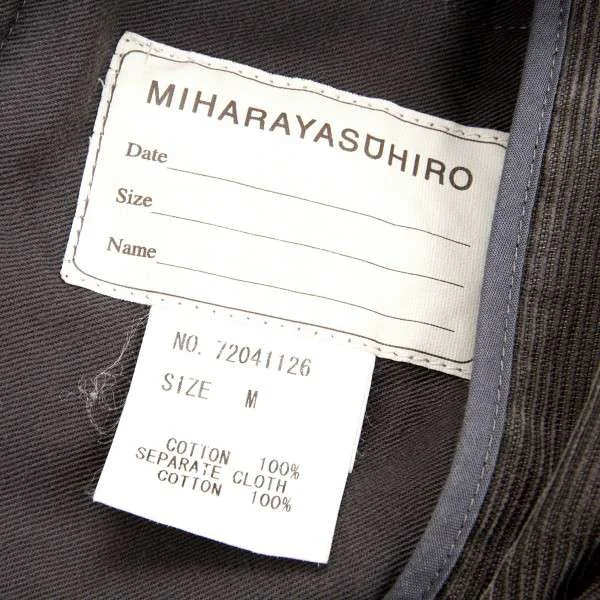 MIHARAYASUHIRO
Date
Size
Name
NO. 72041126
SIZE M
COTTON 100%
SEPARATE CLOTH
COTTON 100%